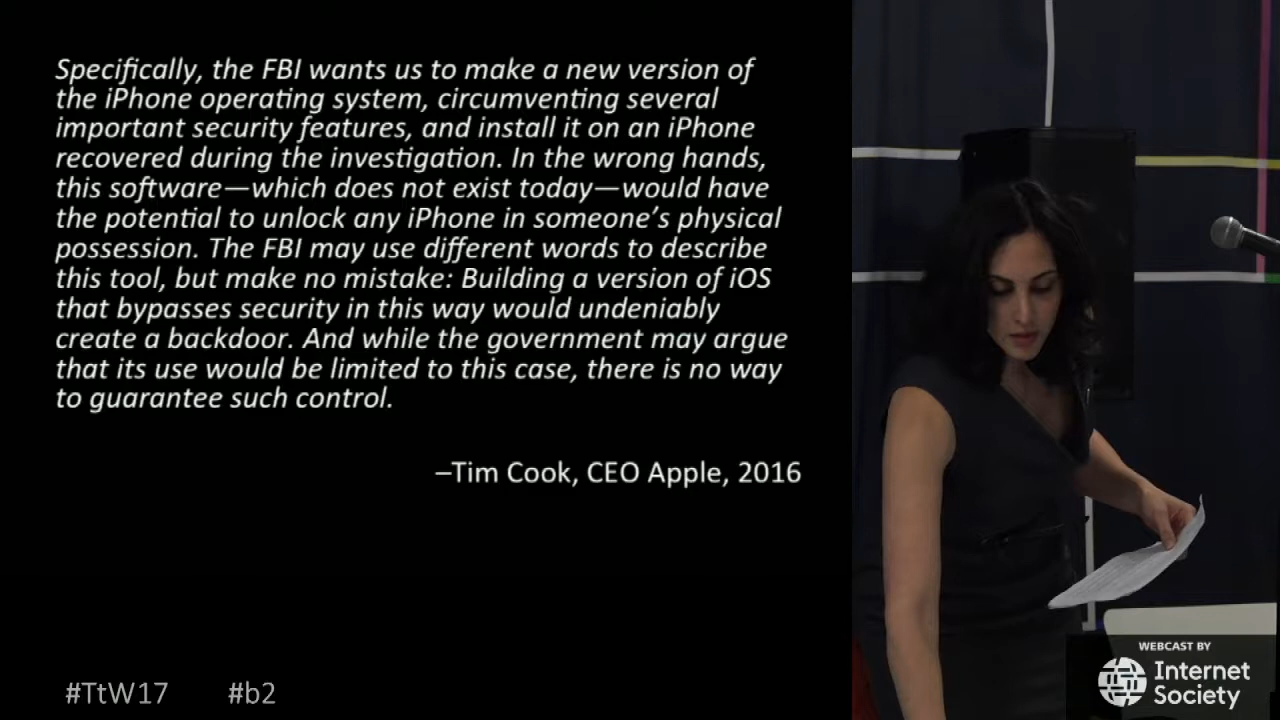 Specifically, the FBI wants us to make a new version of
the iPhone operating system, circumventing several
important security features, and install it on an iPhone
recovered during the investigation. In the wrong hands,
this software—which does not exist today—would have
the potential to unlock any iPhone in someone’s physical
possession. The FBI may use different words to describe
this tool, but make no mistake: Building a version of iOS
that bypasses security in this way would undeniably
create a backdoor. And while the government may argue
that its use would be limited to this case, there is no way
to guarantee such control.
–Tim Cook, CEO Apple, 2016
#TtW17 #b2
WEBCAST BY
Internet
Society